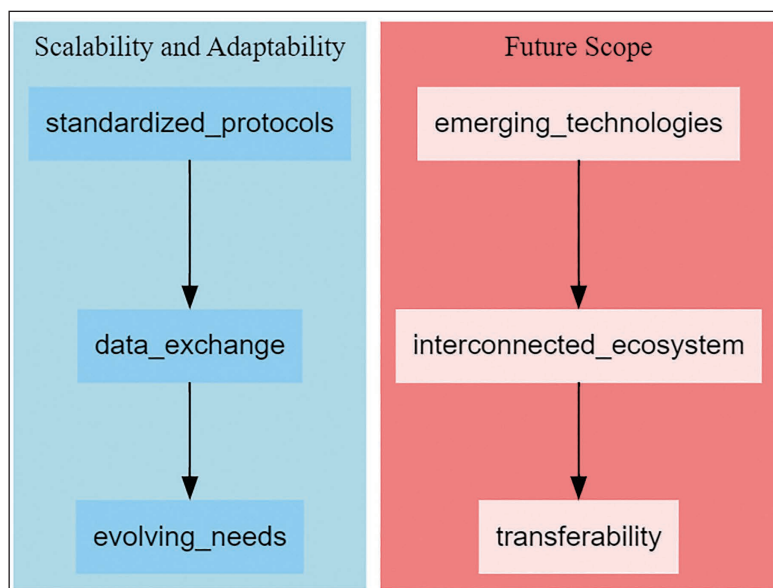 Scalability and Adaptability
standardized_protocols
data_exchange
evolving_needs
Future Scope
emerging_technologies
interconnected_ecosystem
transferability